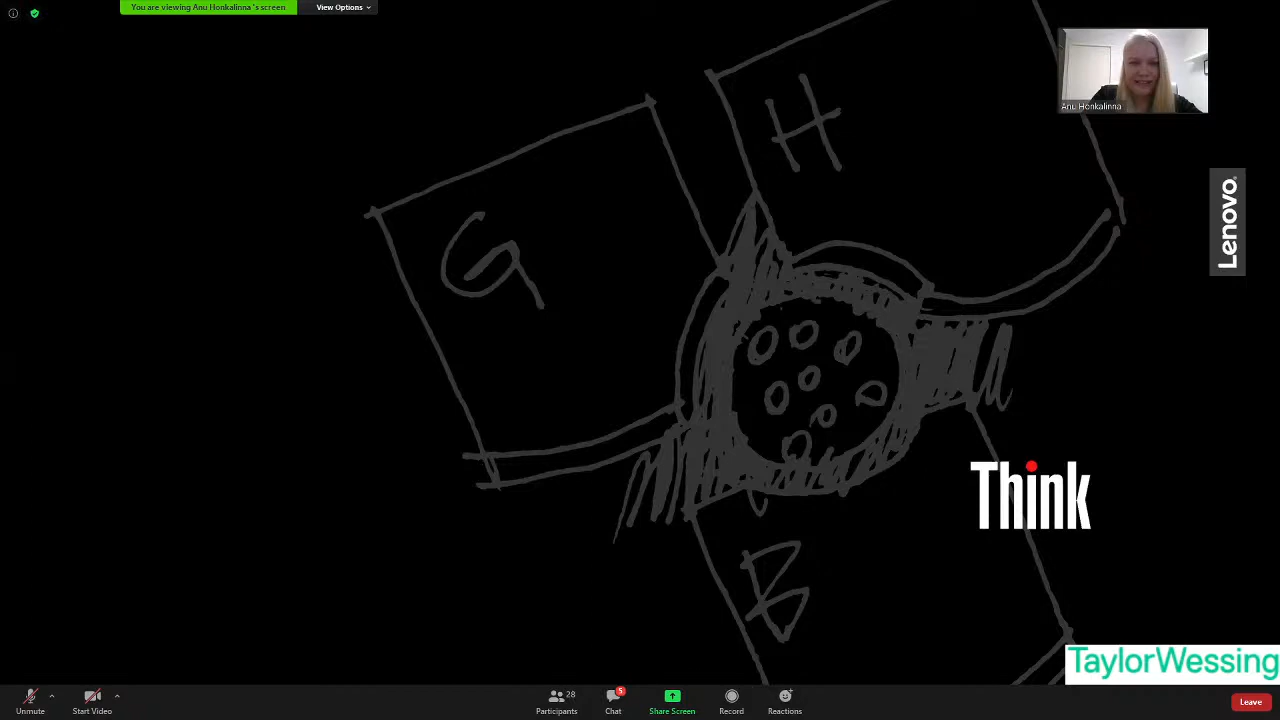 You are viewing Anu Honkalinna 's screen
View Options
H
Anu Honkalinna
G
Lenovo
Think
B
TaylorWessing
Unmute
Start Video
28
Participants
5
Chat
Share Screen
Record
Reactions
Leave